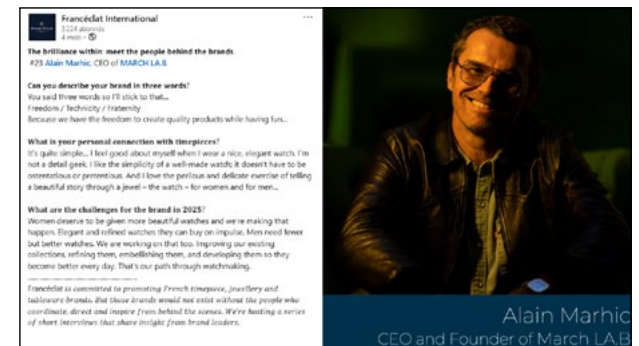 Francéclat International
3 224 abonnés
4 mois •
The brilliance within: meet the people behind the brands.
#23 Alain Marhic, CEO of MARCH LA.B
Can you describe your brand in three words?
You said three words so I'll stick to that...
Freedom / Technicity / Fraternity
Because we have the freedom to create quality products while having fun...
What is your personal connection with timepieces?
It's quite simple... I feel good about myself when I wear a nice, elegant watch. I'm
not a detail geek. I like the simplicity of a well-made watch; it doesn't have to be
ostentatious or pretentious. And I love the perilous and delicate exercise of telling
a beautiful story through a jewel – the watch – for women and for men...
What are the challenges for the brand in 2025?
Women deserve to be given more beautiful watches and we're making that
happen. Elegant and refined watches they can buy on impulse. Men need fewer
but better watches. We are working on that too. Improving our existing
collections, refining them, embellishing them, and developing them so they
become better every day. That's our path through watchmaking.
Francéclat is committed to promoting French timepiece, jewellery and
tableware brands. But those brands would not exist without the people who
coordinate, direct and inspire from behind the scenes. We're hosting a series
of short interviews that share insight from brand leaders.
Alain Marhic
CEO and Founder of March LA.B